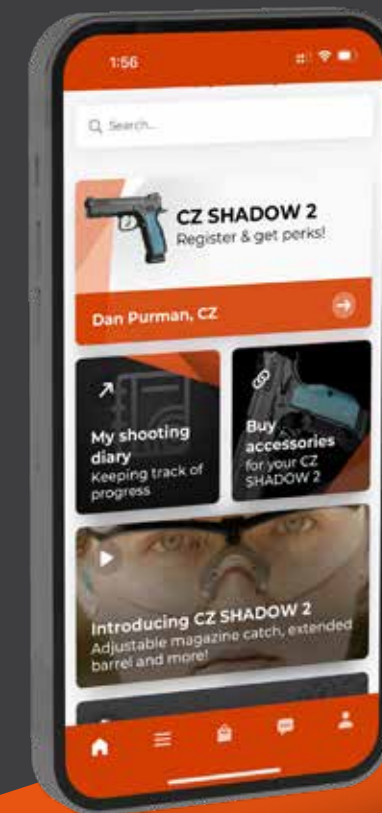 1:56
Search...
CZ SHADOW 2
Register & get perks!
Dan Purman, CZ
My shooting
diary
Keeping track of
progress
Buy
accessories
for your CZ
SHADOW 2
Introducing CZ SHADOW 2
Adjustable magazine catch, extended
barrel and more!